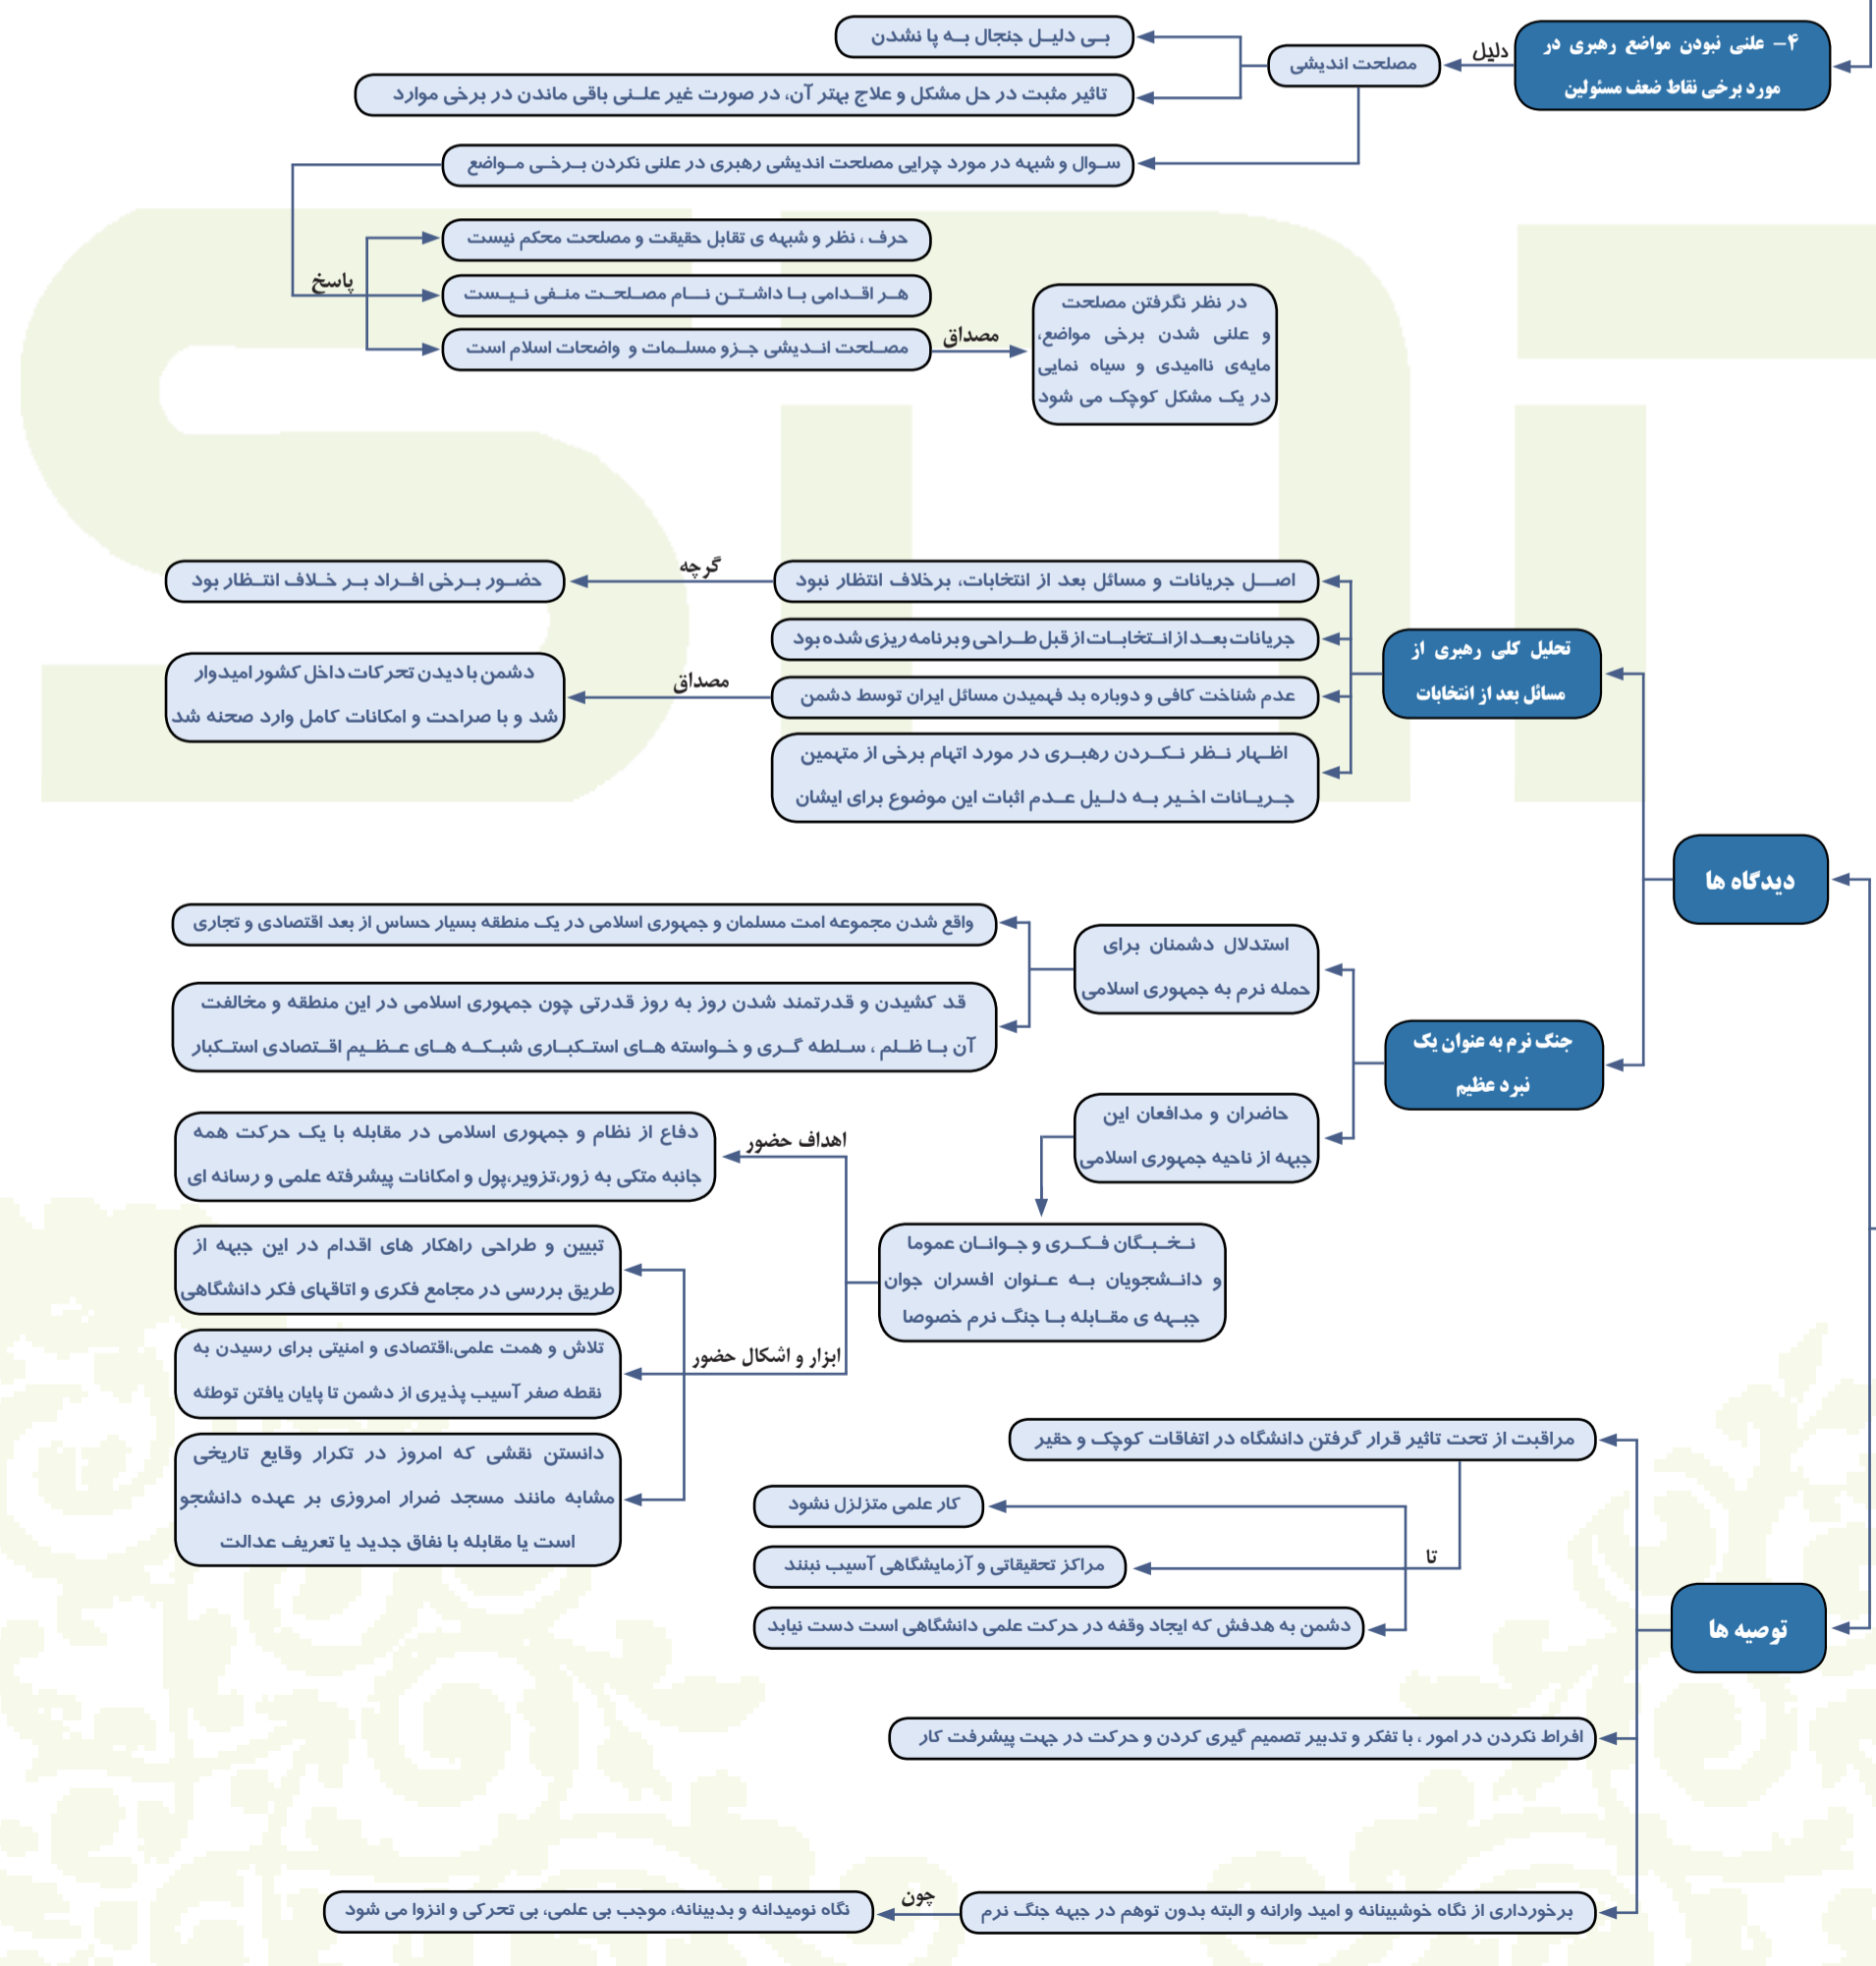 ۴- علنی نبودن مواضع رهبری در
مورد برخی نقاط ضعف مسئولین
دلیل
مصلحت اندیشی
بی دلیل جنجال به پا نشدن
تاثیر مثبت در حل مشکل و علاج بهتر آن، در صورت غیر علنی باقی ماندن در برخی موارد
سوال و شبهه در مورد چرایی مصلحت اندیشی رهبری در علنی نکردن برخی مواضع
پاسخ
حرف ، نظر و شبهه ی تقابل حقیقت و مصلحت محکم نیست
هر اقدامی با داشتن نام مصلحت منفی نیست
مصلحت اندیشی جزو مسلمات و واضحات اسلام است
مصداق
در نظر نگرفتن مصلحت
و علنی شدن برخی مواضع،
مایه‌ی ناامیدی و سیاه نمایی
در یک مشکل کوچک می شود
دیدگاه ها
تحلیل کلی رهبری از
مسائل بعد از انتخابات
اصل جریانات و مسائل بعد از انتخابات، برخلاف انتظار نبود
گرچه
حضور برخی افراد بر خلاف انتظار بود
جریانات بعد از انتخابات از قبل طراحی و برنامه ریزی شده بود
عدم شناخت کافی و دوباره بد فهمیدن مسائل ایران توسط دشمن
مصداق
دشمن با دیدن تحرکات داخل کشور امیدوار
شد و با صراحت و امکانات کامل وارد صحنه شد
اظهار نظر نکردن رهبری در مورد اتهام برخی از متهمین
جریانات اخیر به دلیل عدم اثبات این موضوع برای ایشان
جنگ نرم به عنوان یک
نبرد عظیم
استدلال دشمنان برای
حمله نرم به جمهوری اسلامی
واقع شدن مجموعه امت مسلمان و جمهوری اسلامی در یک منطقه بسیار حساس از بعد اقتصادی و تجاری
قد کشیدن و قدرتمند شدن روز به روز قدرتی چون جمهوری اسلامی در این منطقه و مخالفت
آن با ظلم ، سلطه گری و خواسته های استکباری شبکه های عظیم اقتصادی استکبار
حاضران و مدافعان این
جبهه از ناحیه جمهوری اسلامی
نخبگان فکری و جوانان عموما
و دانشجویان به عنوان افسران جوان
جبهه ی مقابله با جنگ نرم خصوصا
اهداف حضور
دفاع از نظام و جمهوری اسلامی در مقابله با یک حرکت همه
جانبه متکی به زور،تزویر،پول و امکانات پیشرفته علمی و رسانه ای
ابزار و اشکال حضور
تبیین و طراحی راهکار های اقدام در این جبهه از
طریق بررسی در مجامع فکری و اتاقهای فکر دانشگاهی
تلاش و همت علمی،اقتصادی و امنیتی برای رسیدن به
نقطه صفر آسیب پذیری از دشمن تا پایان یافتن توطئه
دانستن نقشی که امروز در تکرار وقایع تاریخی
مشابه مانند مسجد ضرار امروزی بر عهده دانشجو
است یا مقابله با نفاق جدید یا تعریف عدالت
توصیه ها
مراقبت از تحت تاثیر قرار گرفتن دانشگاه در اتفاقات کوچک و حقیر
تا
کار علمی متزلزل نشود
مراکز تحقیقاتی و آزمایشگاهی آسیب نبنند
دشمن به هدفش که ایجاد وقفه در حرکت علمی دانشگاهی است دست نیابد
افراط نکردن در امور ، با تفکر و تدبیر تصمیم گیری کردن و حرکت در جهت پیشرفت کار
برخورداری از نگاه خوشبینانه و امید وارانه و البته بدون توهم در جبهه جنگ نرم
چون
نگاه نومیدانه و بدبینانه، موجب بی علمی، بی تحرکی و انزوا می شود